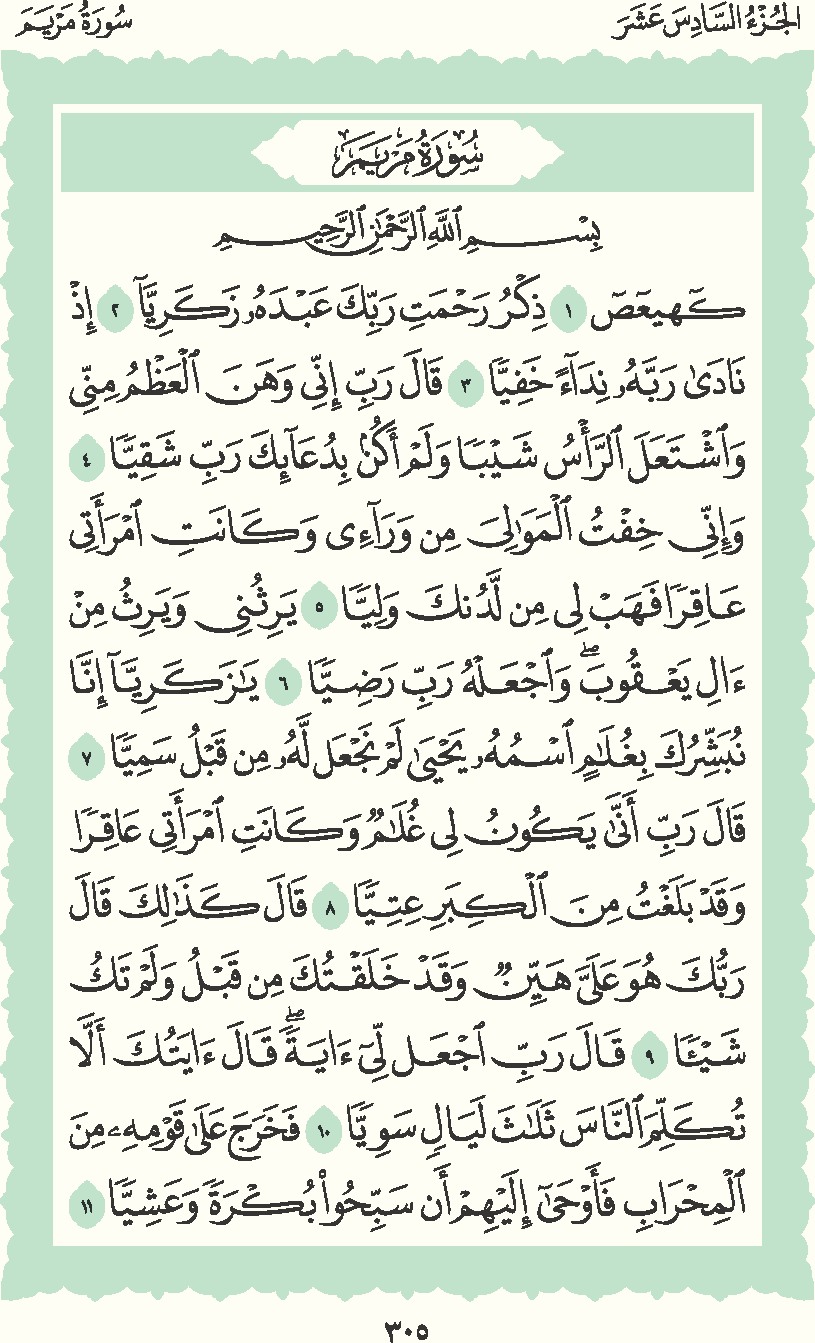 الجُزْءُ السَّادِسَ عَشَرَ
سُورَةُ مَرْيَمَ
سُورَةُ مَرْيَمَ
بِسْمِ ٱللَّهِ ٱلرَّحْمَٰنِ ٱلرَّحِيمِ
كٓهيعٓصٓ ١ ذِكْرُ رَحْمَتِ رَبِّكَ عَبْدَهُۥ زَكَرِيَّآ ٢ إِذْ
نَادَىٰ رَبَّهُۥ نِدَآءً خَفِيّٗا ٣ قَالَ رَبِّ إِنِّي وَهَنَ ٱلْعَظْمُ مِنِّي
وَٱشْتَعَلَ ٱلرَّأْسُ شَيْبٗا وَلَمْ أَكُنۢ بِدُعَآئِكَ رَبِّ شَقِيّٗا ٤
وَإِنِّي خِفْتُ ٱلْمَوَٰلِيَ مِن وَرَآءِي وَكَانَتِ ٱمْرَأَتِي
عَاقِرٗا فَهَبْ لِي مِن لَّدُنكَ وَلِيّٗا ٥ يَرِثُنِي وَيَرِثُ مِنْ
ءَالِ يَعْقُوبَۖ وَٱجْعَلْهُ رَبِّ رَضِيّٗا ٦ يَٰزَكَرِيَّآ إِنَّا
نُبَشِّرُكَ بِغُلَٰمٍ ٱسْمُهُۥ يَحْيَىٰ لَمْ نَجْعَل لَّهُۥ مِن قَبْلُ سَمِيّٗا ٧
قَالَ رَبِّ أَنَّىٰ يَكُونُ لِي غُلَٰمٞ وَكَانَتِ ٱمْرَأَتِي عَاقِرٗا
وَقَدْ بَلَغْتُ مِنَ ٱلْكِبَرِ عِتِيّٗا ٨ قَالَ كَذَٰلِكَ قَالَ
رَبُّكَ هُوَ عَلَيَّ هَيِّنٞ وَقَدْ خَلَقْتُكَ مِن قَبْلُ وَلَمْ تَكُ
شَيْـٔٗا ٩ قَالَ رَبِّ ٱجْعَل لِّيٓ ءَايَةٗۖ قَالَ ءَايَتُكَ أَلَّا
تُكَلِّمَ ٱلنَّاسَ ثَلَٰثَ لَيَالٖ سَوِيّٗا ١٠ فَخَرَجَ عَلَىٰ قَوْمِهِۦ مِنَ
ٱلْمِحْرَابِ فَأَوْحَىٰٓ إِلَيْهِمْ أَن سَبِّحُوا۟ بُكْرَةٗ وَعَشِيّٗا ١١
٣٠٥